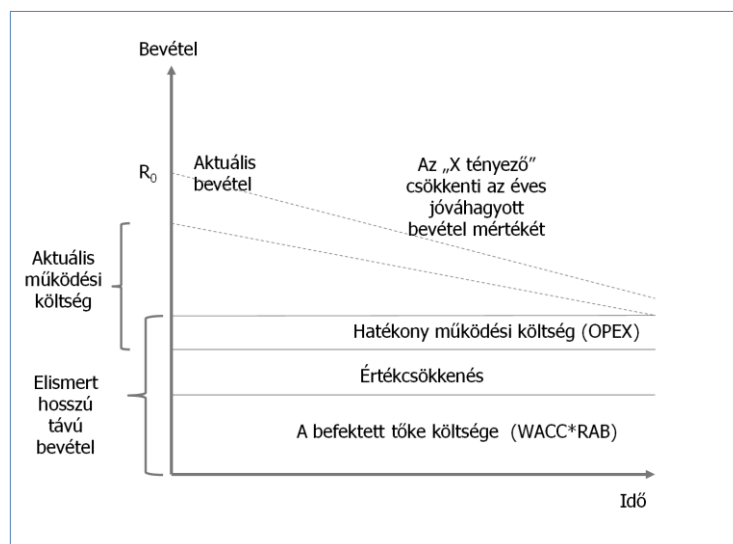 Bevétel
R₀
Aktuális
bevétel
Az „X tényező”
csökkenti az éves
jóváhagyott
bevétel mértékét
Aktuális
működési
költség
Hatékony működési költség (OPEX)
Értékcsökkenés
Elismert
hosszú
távú
bevétel
A befektett tőke költsége (WACC*RAB)
Idő